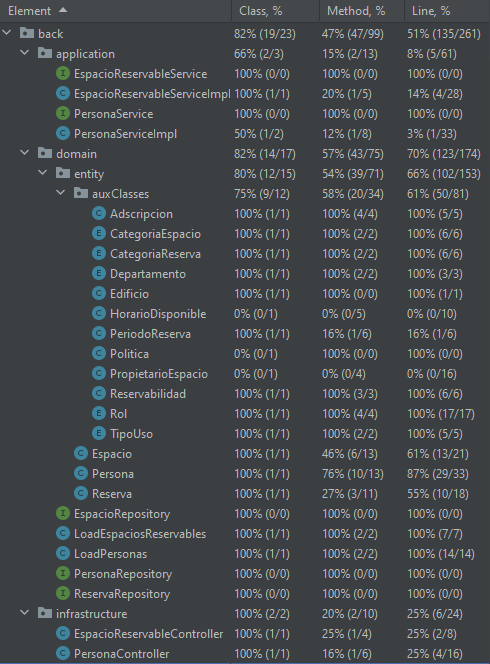 Element Class, % Method, % Line, %
back 82% (19/23) 47% (47/99) 51% (135/261)
application 66% (2/3) 15% (2/13) 8% (5/61)
EspacioReservableService 100% (0/0) 100% (0/0) 100% (0/0)
EspacioReservableServiceImpl 100% (1/1) 20% (1/5) 14% (4/28)
PersonaService 100% (0/0) 100% (0/0) 100% (0/0)
PersonaServiceImpl 50% (1/2) 12% (1/8) 3% (1/33)
domain 82% (14/17) 57% (43/75) 70% (123/174)
entity 80% (12/15) 54% (39/71) 66% (102/153)
auxClasses 75% (9/12) 58% (20/34) 61% (50/81)
Adscripcion 100% (1/1) 100% (4/4) 100% (5/5)
CategoriaEspacio 100% (1/1) 100% (2/2) 100% (6/6)
CategoriaReserva 100% (1/1) 100% (2/2) 100% (6/6)
Departamento 100% (1/1) 100% (2/2) 100% (3/3)
Edificio 100% (1/1) 100% (0/0) 100% (1/1)
HorarioDisponible 0% (0/1) 0% (0/5) 0% (0/10)
PeriodoReserva 100% (1/1) 16% (1/6) 16% (1/6)
Politica 0% (0/1) 100% (0/0) 100% (0/0)
PropietarioEspacio 0% (0/1) 0% (0/4) 0% (0/16)
Reservabilidad 100% (1/1) 100% (3/3) 100% (6/6)
Rol 100% (1/1) 100% (4/4) 100% (17/17)
TipoUso 100% (1/1) 100% (2/2) 100% (5/5)
Espacio 100% (1/1) 46% (6/13) 61% (13/21)
Persona 100% (1/1) 76% (10/13) 87% (29/33)
Reserva 100% (1/1) 27% (3/11) 55% (10/18)
EspacioRepository 100% (0/0) 100% (0/0) 100% (0/0)
LoadEspaciosReservables 100% (1/1) 100% (2/2) 100% (7/7)
LoadPersonas 100% (1/1) 100% (2/2) 100% (14/14)
PersonaRepository 100% (0/0) 100% (0/0) 100% (0/0)
ReservaRepository 100% (0/0) 100% (0/0) 100% (0/0)
infrastructure 100% (2/2) 20% (2/10) 25% (6/24)
EspacioReservableController 100% (1/1) 25% (1/4) 25% (2/8)
PersonaController 100% (1/1) 16% (1/6) 25% (4/16)